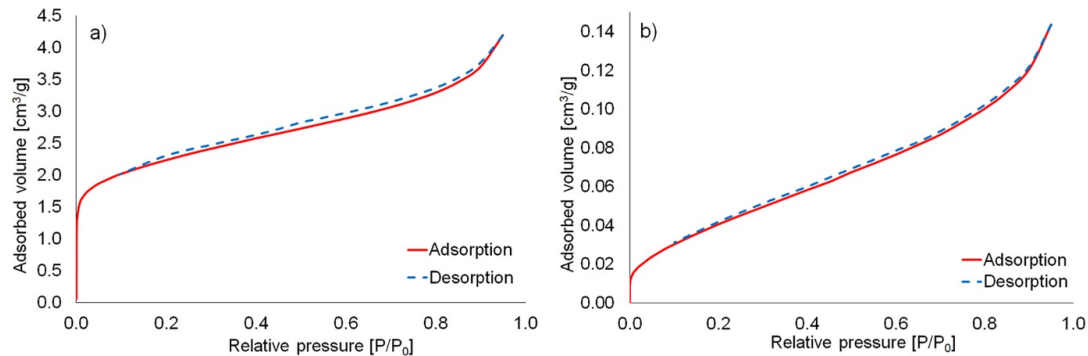 a)
4.5
4.0
3.5
3.0
2.5
2.0
1.5
1.0
0.5
0.0
Adsorbed volume [cm³/g]
Adsorption
Desorption
0.0 0.2 0.4 0.6 0.8 1.0
Relative pressure [P/P₀]
b)
0.14
0.12
0.10
0.08
0.06
0.04
0.02
0.00
Adsorbed volume [cm³/g]
Adsorption
Desorption
0.0 0.2 0.4 0.6 0.8 1.0
Relative pressure [P/P₀]